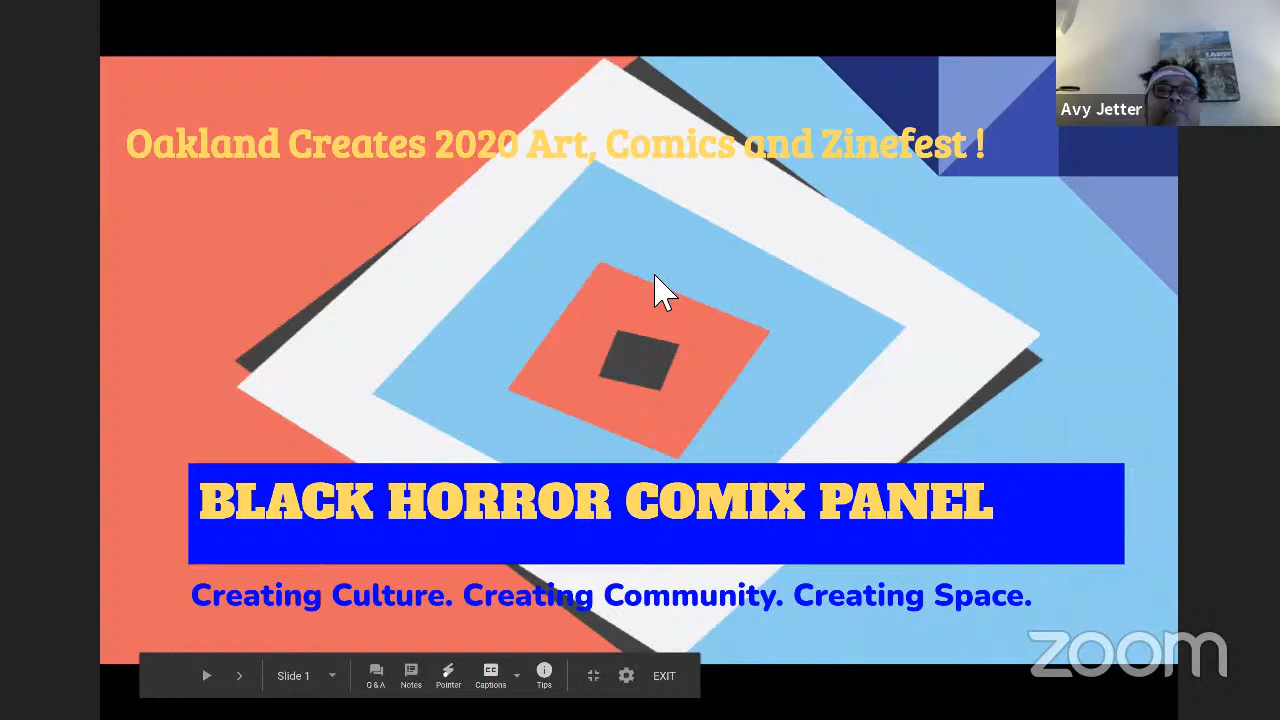 Avy Jetter
Oakland Creates 2020 Art, Comics and Zinefest !
BLACK HORROR COMIX PANEL
Creating Culture. Creating Community. Creating Space.
zoom
Slide 1
Q & A
Notes
Pointer
Captions
Tips
EXIT